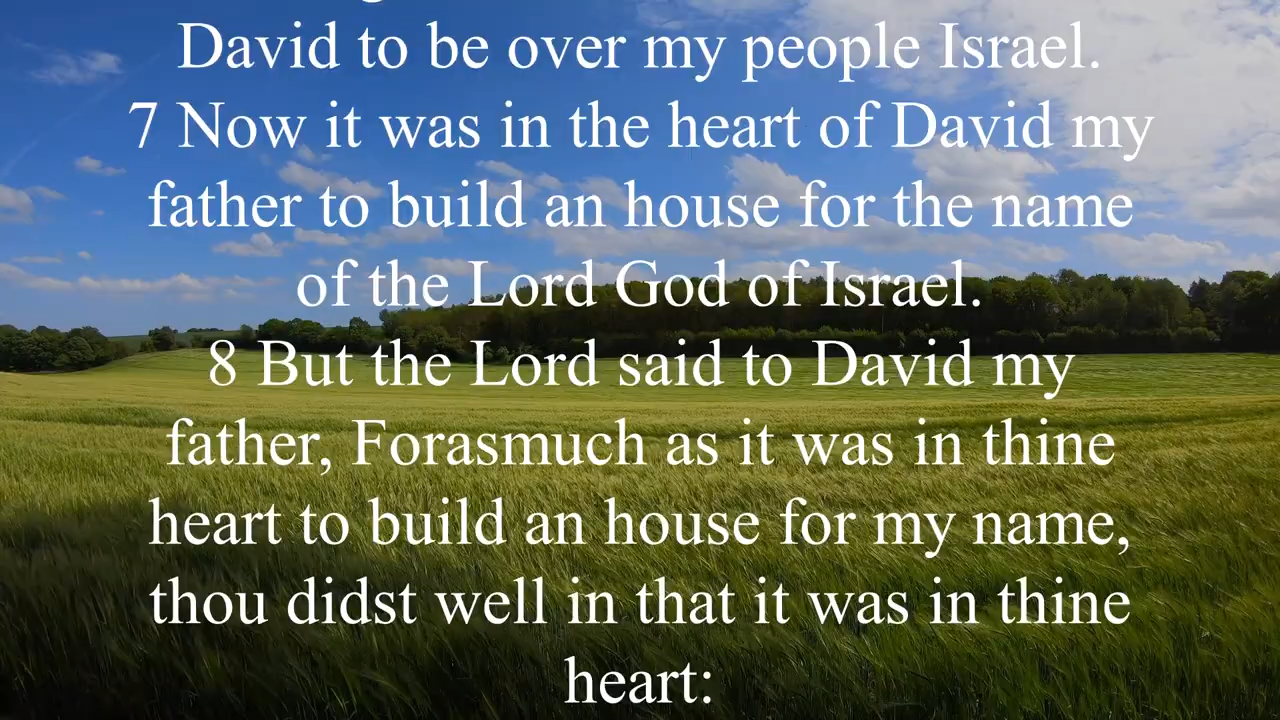 David to be over my people Israel.
7 Now it was in the heart of David my
father to build an house for the name
of the Lord God of Israel.
8 But the Lord said to David my
father, Forasmuch as it was in thine
heart to build an house for my name,
thou didst well in that it was in thine
heart: